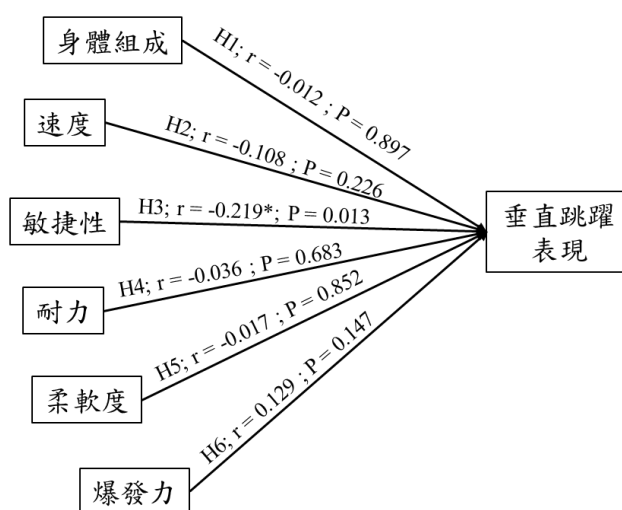 身體組成
H1; r = -0.012 ; P = 0.897
速度
H2; r = -0.108 ; P = 0.226
敏捷性
H3; r = -0.219*; P = 0.013
垂直跳躍
表現
耐力
H4; r = -0.036 ; P = 0.683
柔軟度
H5; r = -0.017 ; P = 0.852
爆發力
H6; r = 0.129 ; P = 0.147